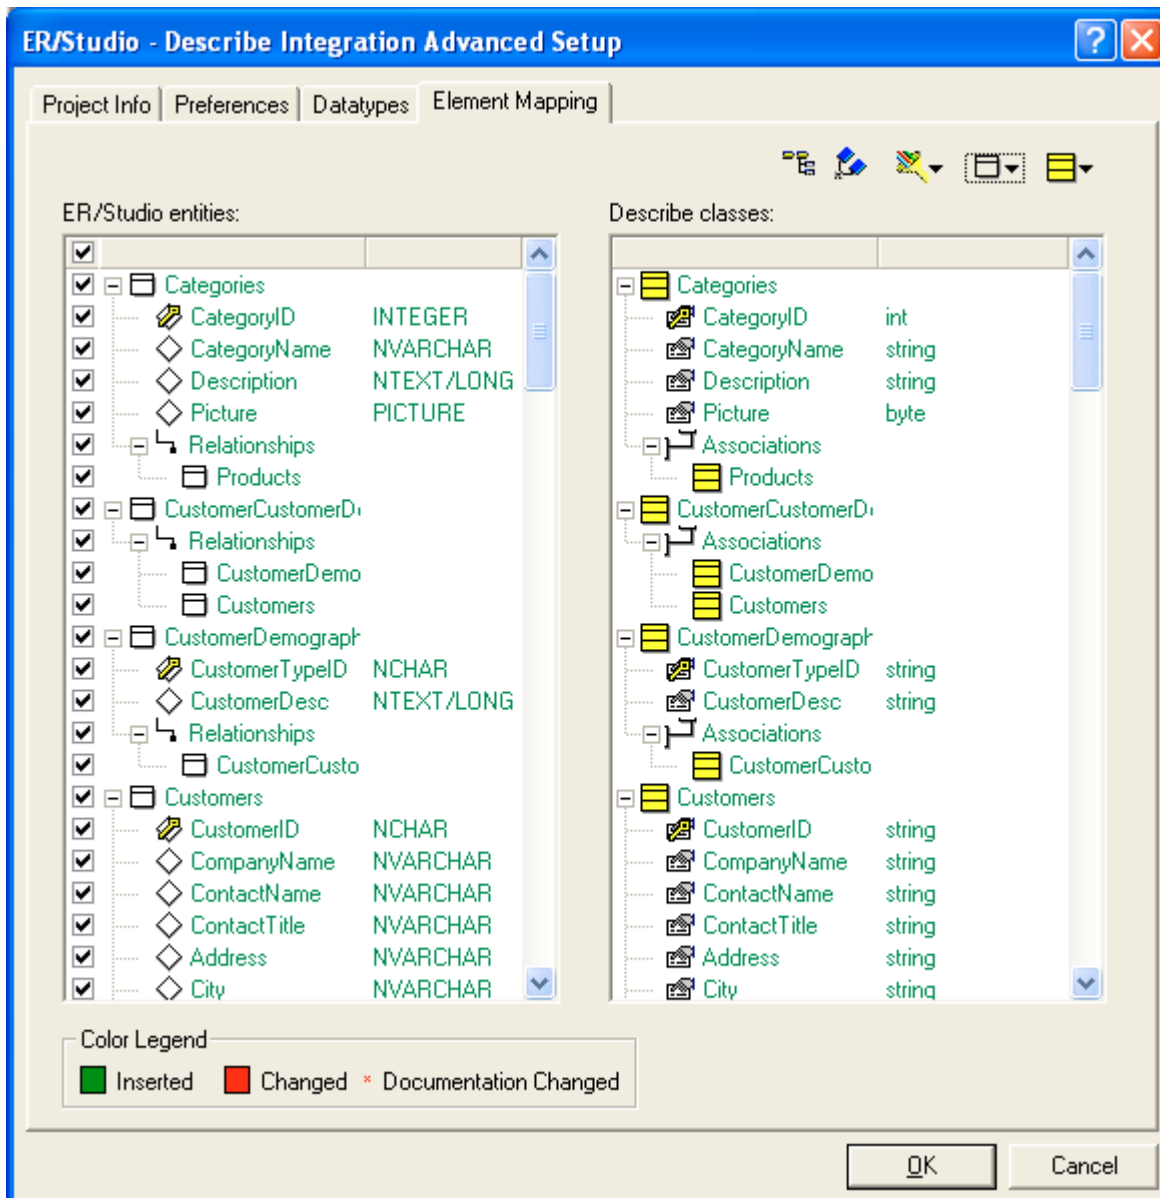 ER/Studio - Describe Integration Advanced Setup
Project Info Preferences Datatypes Element Mapping
ER/Studio entities: Describe classes:
Categories Categories
CategoryID INTEGER CategoryID int
CategoryName NVARCHAR CategoryName string
Description NTEXT/LONG Description string
Picture PICTURE Picture byte
Relationships Associations
Products Products
CustomerCustomerD CustomerCustomerD
Relationships Associations
CustomerDemo CustomerDemo
Customers Customers
CustomerDemograph CustomerDemograph
CustomerTypeID NCHAR CustomerTypeID string
CustomerDesc NTEXT/LONG CustomerDesc string
Relationships Associations
CustomerCusto CustomerCusto
Customers Customers
CustomerID NCHAR CustomerID string
CompanyName NVARCHAR CompanyName string
ContactName NVARCHAR ContactName string
ContactTitle NVARCHAR ContactTitle string
Address NVARCHAR Address string
City NVARCHAR City string
Color Legend
Inserted Changed * Documentation Changed
OK Cancel